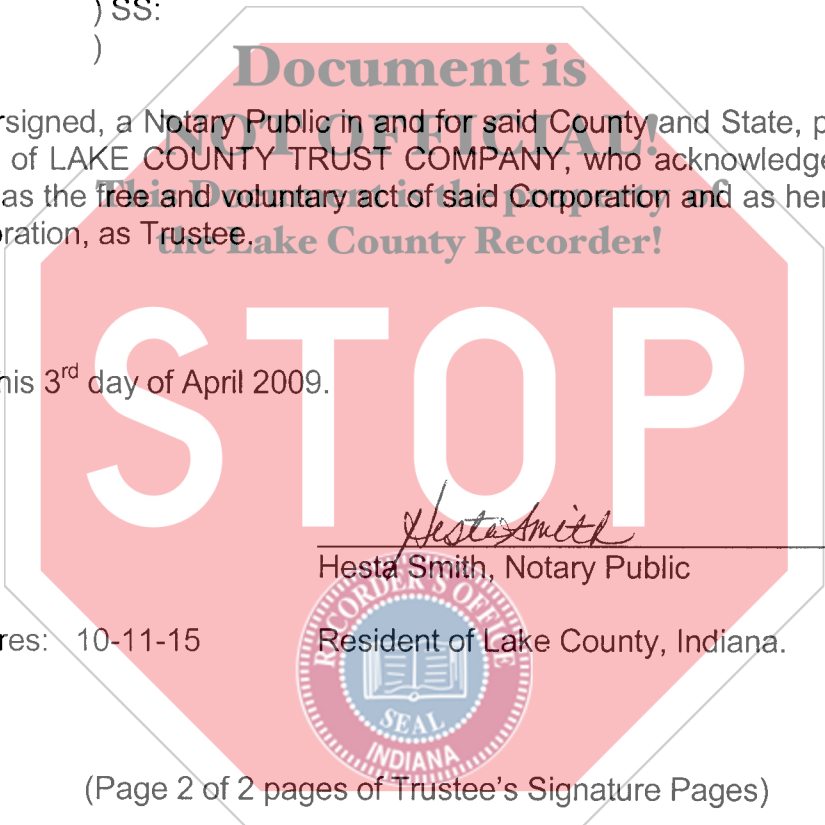 ) SS:
)
Document is
NOT OFFICIAL!
This Document is the property of
the Lake County Recorder!
rsigned, a Notary Public in and for said County and State, p
of LAKE COUNTY TRUST COMPANY, who acknowledge
as the free and voluntary act of said Corporation and as her
ration, as Trustee.
STOP
his 3rd day of April 2009.
Hesta Smith
Hesta Smith, Notary Public
res: 10-11-15
Resident of Lake County, Indiana.
RECORDER'S OFFICE
SEAL
INDIANA
(Page 2 of 2 pages of Trustee's Signature Pages)